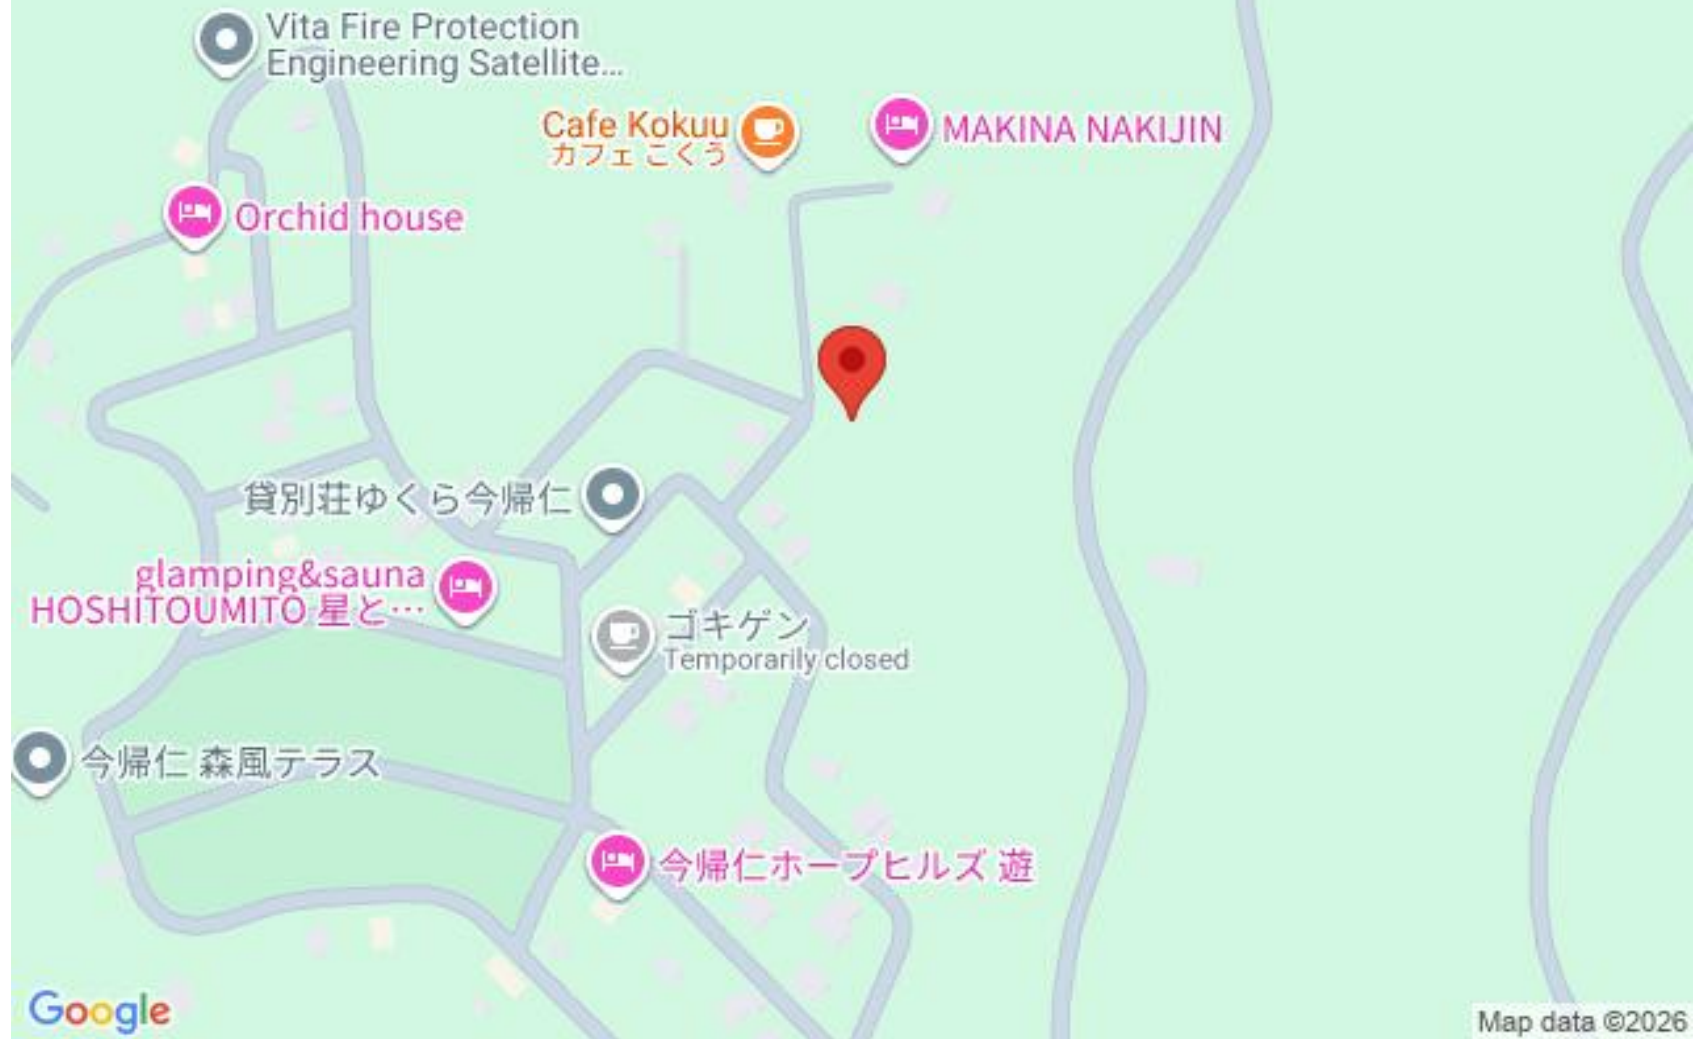 Vita Fire Protection
Engineering Satellite...
Cafe Kokuu
カフェ こくう
MAKINA NAKIJIN
Orchid house
貸別荘ゆくら今帰仁
glamping&sauna
HOSHITOUMITO 星と…
ゴキゲン
Temporarily closed
今帰仁 森風テラス
今帰仁ホープヒルズ 遊
Google
Map data ©2026